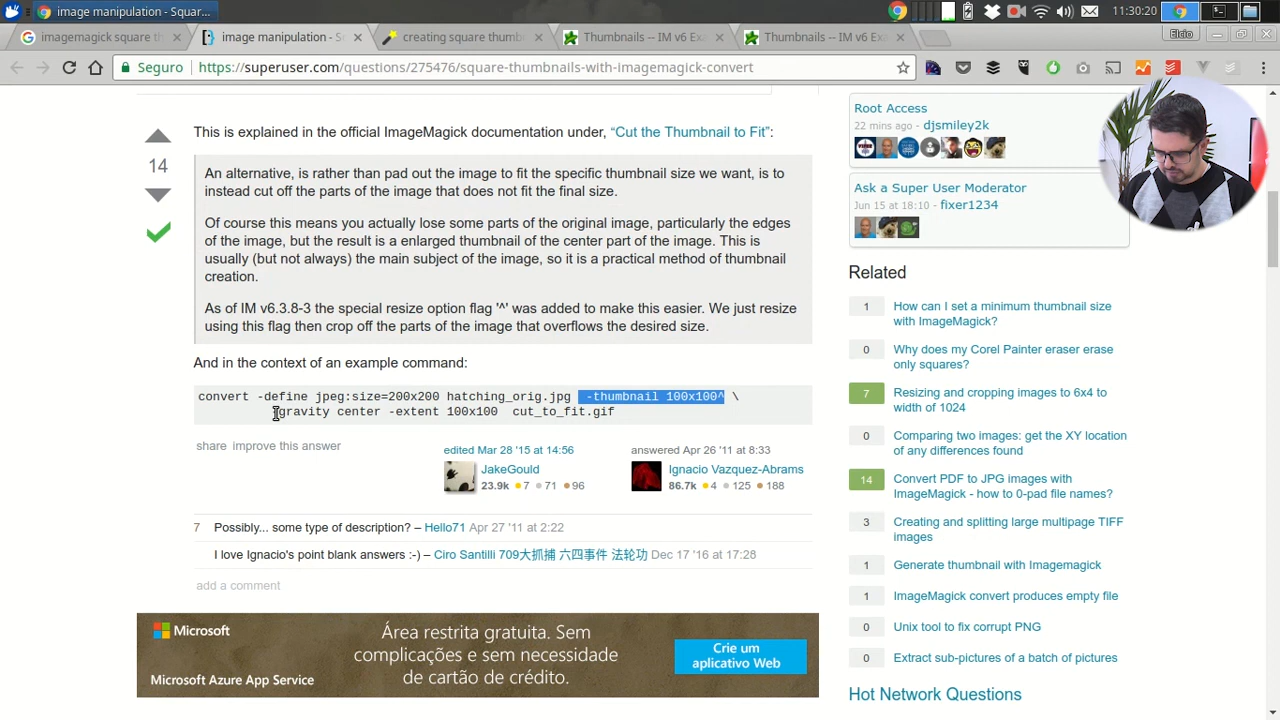 image manipulation - Squar...
11:30:20
imagemagick square th
image manipulation - S
creating square thumb
Thumbnails -- IM v6 Ex
Thumbnails -- IM v6 Exa
Elcio
Seguro
https://superuser.com/questions/275476/square-thumbnails-with-imagemagick-convert
14
This is explained in the official ImageMagick documentation under, “Cut the Thumbnail to Fit”:
An alternative, is rather than pad out the image to fit the specific thumbnail size we want, is to
instead cut off the parts of the image that does not fit the final size.
Of course this means you actually lose some parts of the original image, particularly the edges
of the image, but the result is a enlarged thumbnail of the center part of the image. This is
usually (but not always) the main subject of the image, so it is a practical method of thumbnail
creation.
As of IM v6.3.8-3 the special resize option flag '^' was added to make this easier. We just resize
using this flag then crop off the parts of the image that overflows the desired size.
And in the context of an example command:
convert -define jpeg:size=200x200 hatching_orig.jpg  -thumbnail 100x100^ \
-gravity center -extent 100x100  cut_to_fit.gif
share improve this answer
edited Mar 28 '15 at 14:56
JakeGould
23.9k 7 71 96
answered Apr 26 '11 at 8:33
Ignacio Vazquez-Abrams
86.7k 4 125 188
7 Possibly... some type of description? – Hello71 Apr 27 '11 at 2:22
I love Ignacio's point blank answers :-) – Ciro Santilli 709大抓捕 六四事件 法轮功 Dec 17 '16 at 17:28
add a comment
Microsoft
Microsoft Azure App Service
Área restrita gratuita. Sem
complicações e sem necessidade
de cartão de crédito.
Crie um
aplicativo Web
Root Access
22 mins ago - djsmiley2k
Ask a Super User Moderator
Jun 15 at 18:10 - fixer1234
Related
1 How can I set a minimum thumbnail size
with ImageMagick?
0 Why does my Corel Painter eraser erase
only squares?
7 Resizing and cropping images to 6x4 to
width of 1024
0 Comparing two images: get the XY location
of any differences found
14 Convert PDF to JPG images with
ImageMagick - how to 0-pad file names?
3 Creating and splitting large multipage TIFF
images
1 Generate thumbnail with Imagemagick
1 ImageMagick convert produces empty file
0 Unix tool to fix corrupt PNG
0 Extract sub-pictures of a batch of pictures
Hot Network Questions